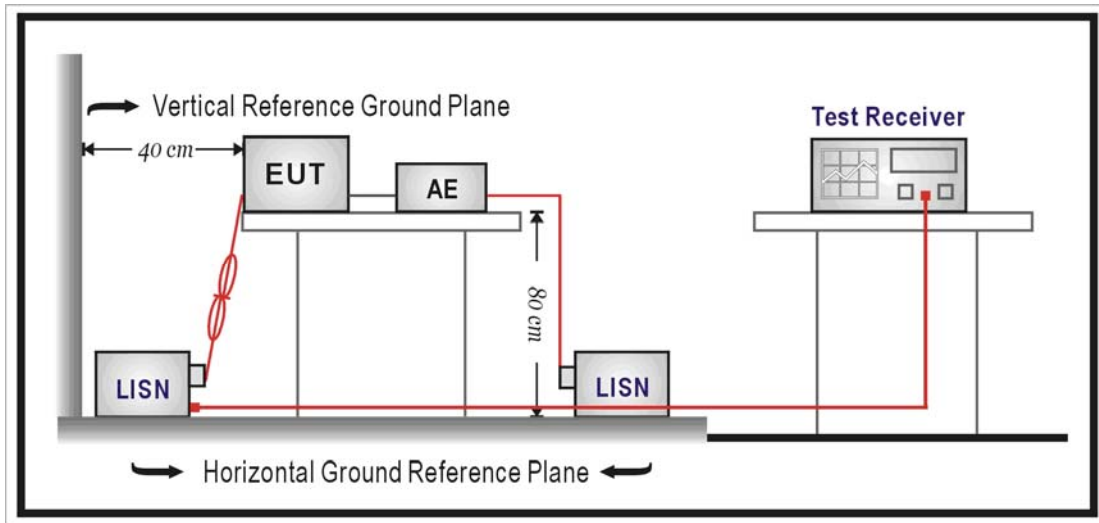 Vertical Reference Ground Plane
Test Receiver
40 cm
EUT
AE
80 cm
LISN
LISN
Horizontal Ground Reference Plane